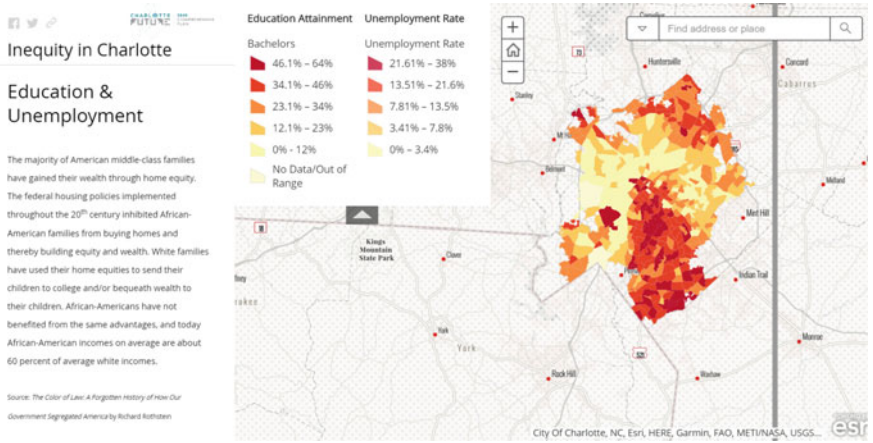 CHARLOTTE
FUTURE 2040
Inequity in Charlotte
Education &
Unemployment
The majority of American middle-class families
have gained their wealth through home equity.
The federal housing policies implemented
throughout the 20th century inhibited African-
American families from buying homes and
thereby building equity and wealth. White families
have used their home equities to send their
children to college and/or bequeath wealth to
their children. African-Americans have not
benefited from the same advantages, and today
African-American incomes on average are about
60 percent of average white incomes.
Source: The Color of Law: A Forgotten History of How Our
Government Segregated America by Richard Rothstein
Education Attainment
Bachelors
46.1% – 64%
34.1% – 46%
23.1% – 34%
12.1% – 23%
0% - 12%
No Data/Out of
Range
Unemployment Rate
Unemployment Rate
21.61% – 38%
13.51% – 21.6%
7.81% – 13.5%
3.41% – 7.8%
0% – 3.4%
Find address or place
Huntersville
Concord
Cabarrus
Stanley
Belmont
Midland
Mint Hill
Indian Trail
Kings
Mountain
State Park
Clover
York
York
Rock Hill
Waxhaw
Monroe
521
City Of Charlotte, NC, Esri, HERE, Garmin, FAO, METI/NASA, USGS...
esri